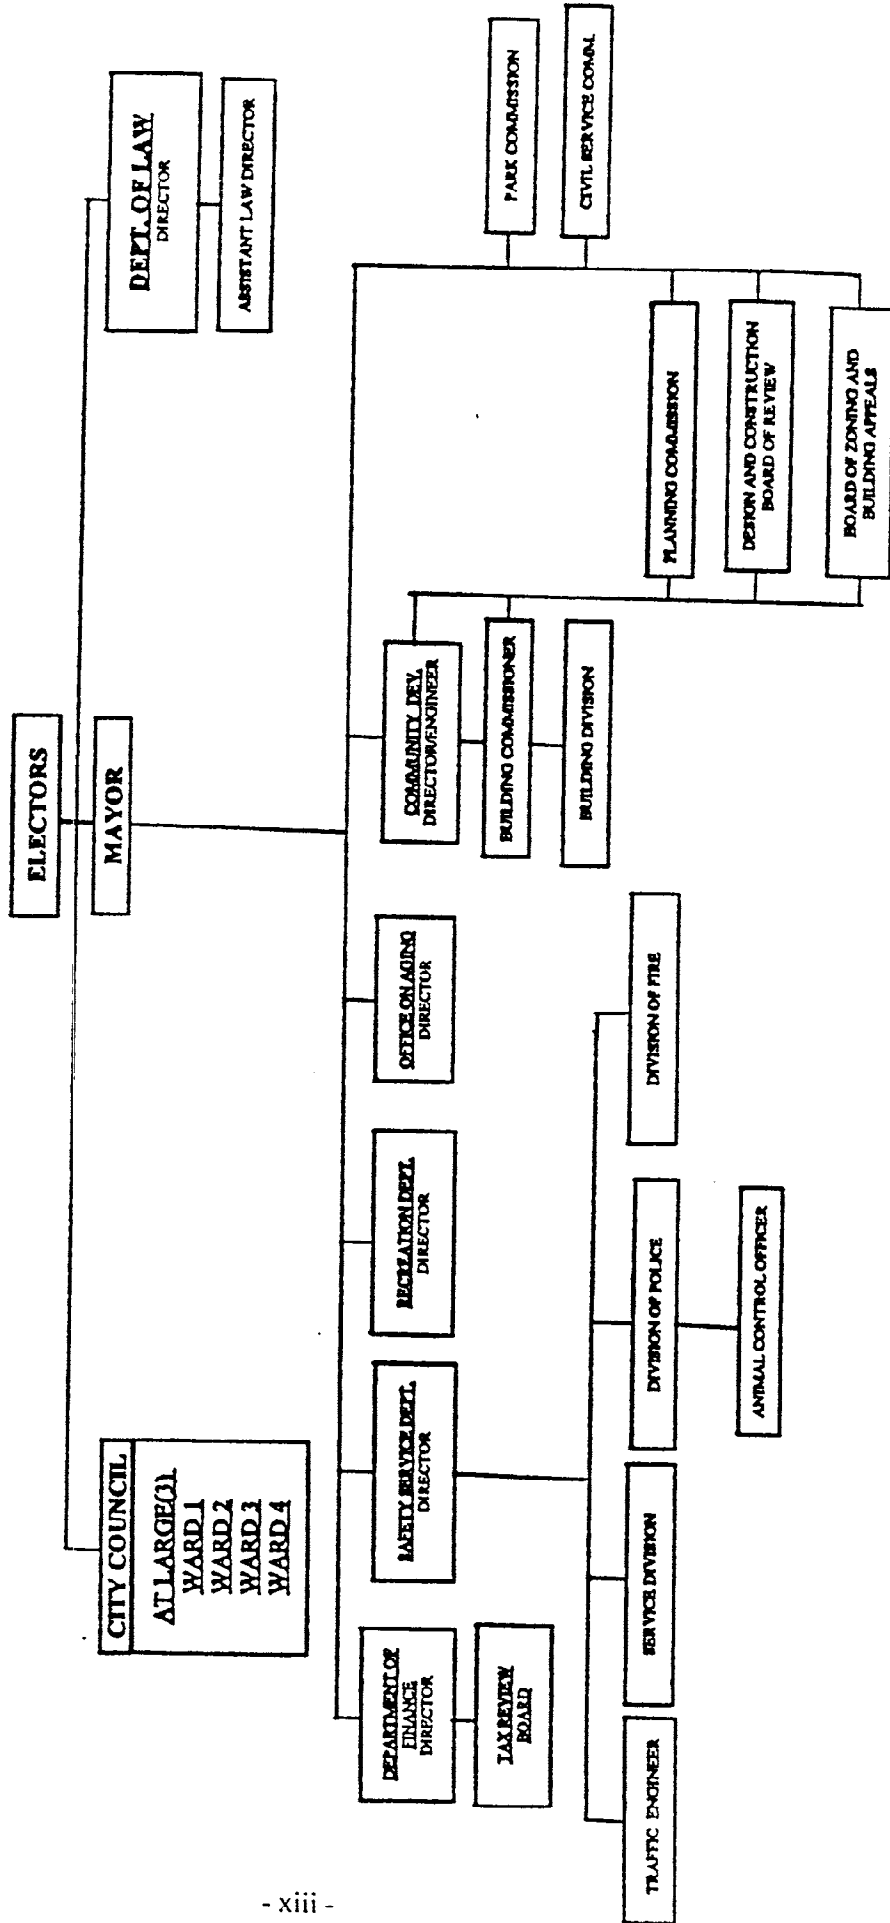 ELECTORS
MAYOR
CITY COUNCIL
AT LARGE(3)
WARD 1
WARD 2
WARD 3
WARD 4
DEPT. OF LAW
DIRECTOR
ASSISTANT LAW DIRECTOR
DEPARTMENT OF
FINANCE
DIRECTOR
TAX REVIEW
BOARD
SAFETY SERVICE DEPT.
DIRECTOR
RECREATION DEPT.
DIRECTOR
OFFICE ON AGING
DIRECTOR
COMMUNITY DEV.
DIRECTOR/ENGINEER
BUILDING COMMISSIONER
BUILDING DIVISION
PARK COMMISSION
CIVIL SERVICE COMM.
PLANNING COMMISSION
DESIGN AND CONSTRUCTION
BOARD OF REVIEW
BOARD OF ZONING AND
BUILDING APPEALS
TRAFFIC ENGINEER
SERVICE DIVISION
DIVISION OF POLICE
DIVISION OF FIRE
ANIMAL CONTROL OFFICER
- xiii -